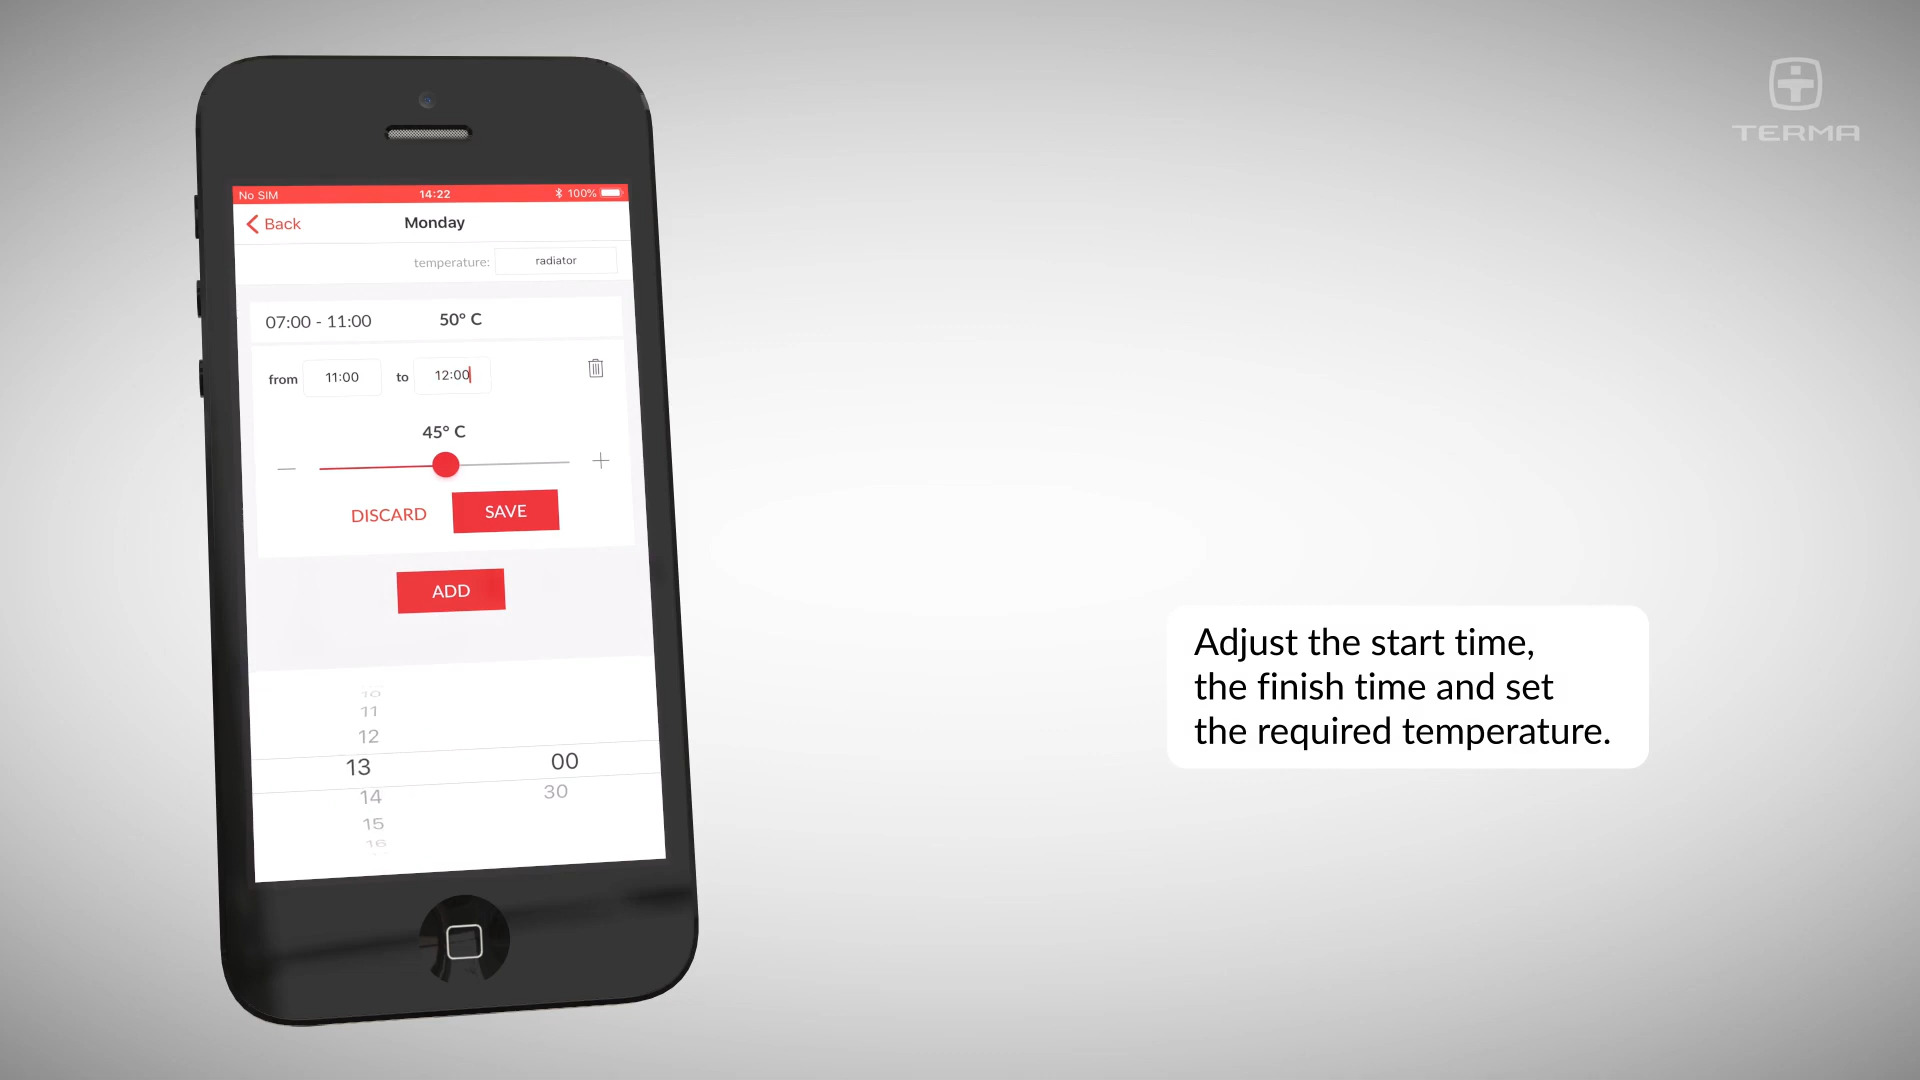 TERMA
No SIM 14:22 100%
Back Monday
temperature: radiator
07:00 - 11:00 50° C
from 11:00 to 12:00
45° C
DISCARD SAVE
ADD
10
11
12
13 00
14 30
15
16
Adjust the start time,
the finish time and set
the required temperature.